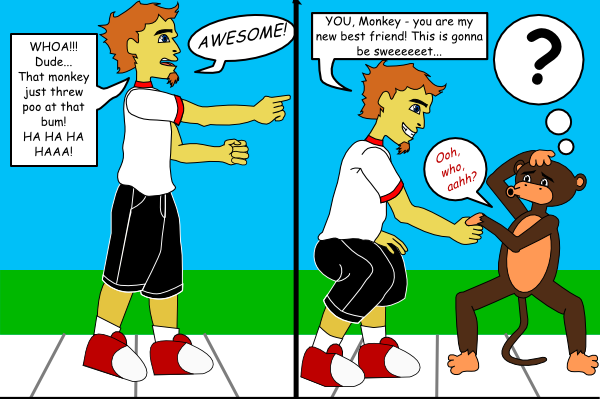 WHOA!!!
Dude...
That monkey
just threw
poo at that
bum!
HA HA HA
HAAA!
AWESOME!
YOU, Monkey - you are my
new best friend! This is gonna
be sweeeeeet...
Ooh,
who,
aahh?
?